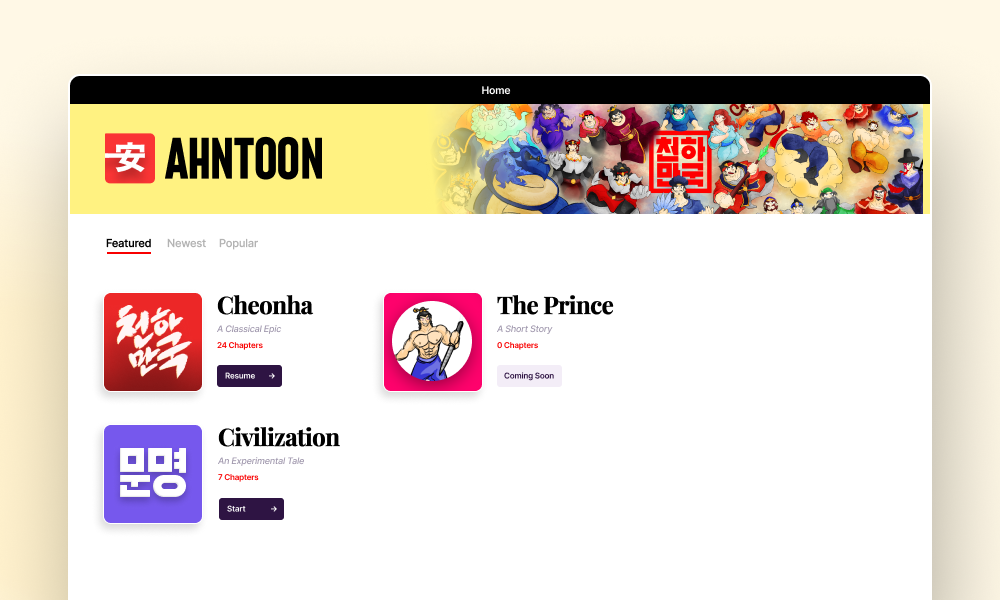 Home
安 AHNTOON
천하
만국
Featured Newest Popular
천하
만국
Cheonha
A Classical Epic
24 Chapters
Resume →
The Prince
A Short Story
0 Chapters
Coming Soon
문명
Civilization
An Experimental Tale
7 Chapters
Start →